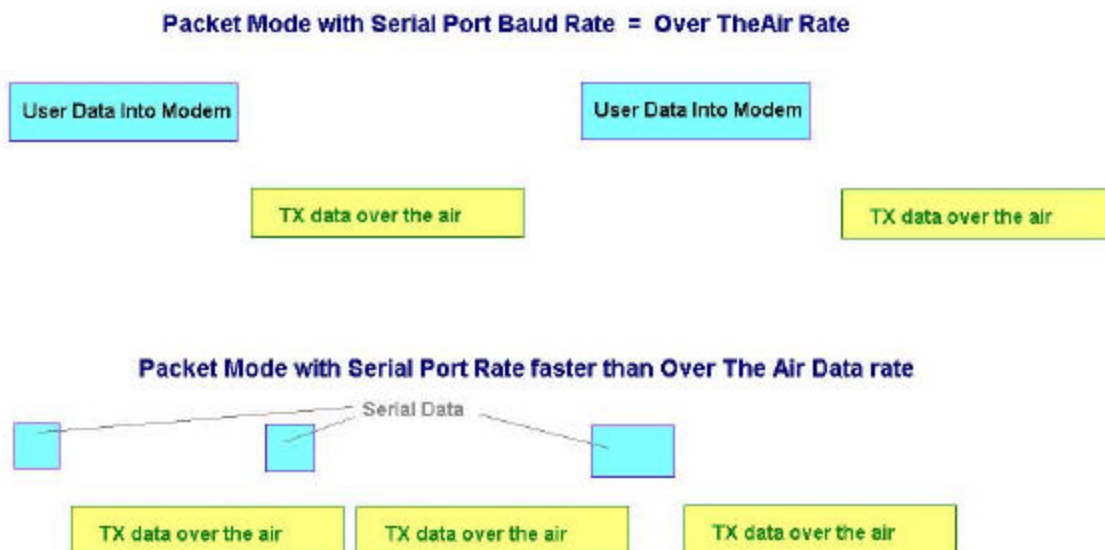 Packet Mode with Serial Port Baud Rate = Over TheAir Rate
User Data Into Modem
User Data Into Modem
TX data over the air
TX data over the air
Packet Mode with Serial Port Rate faster than Over The Air Data rate
Serial Data
TX data over the air
TX data over the air
TX data over the air